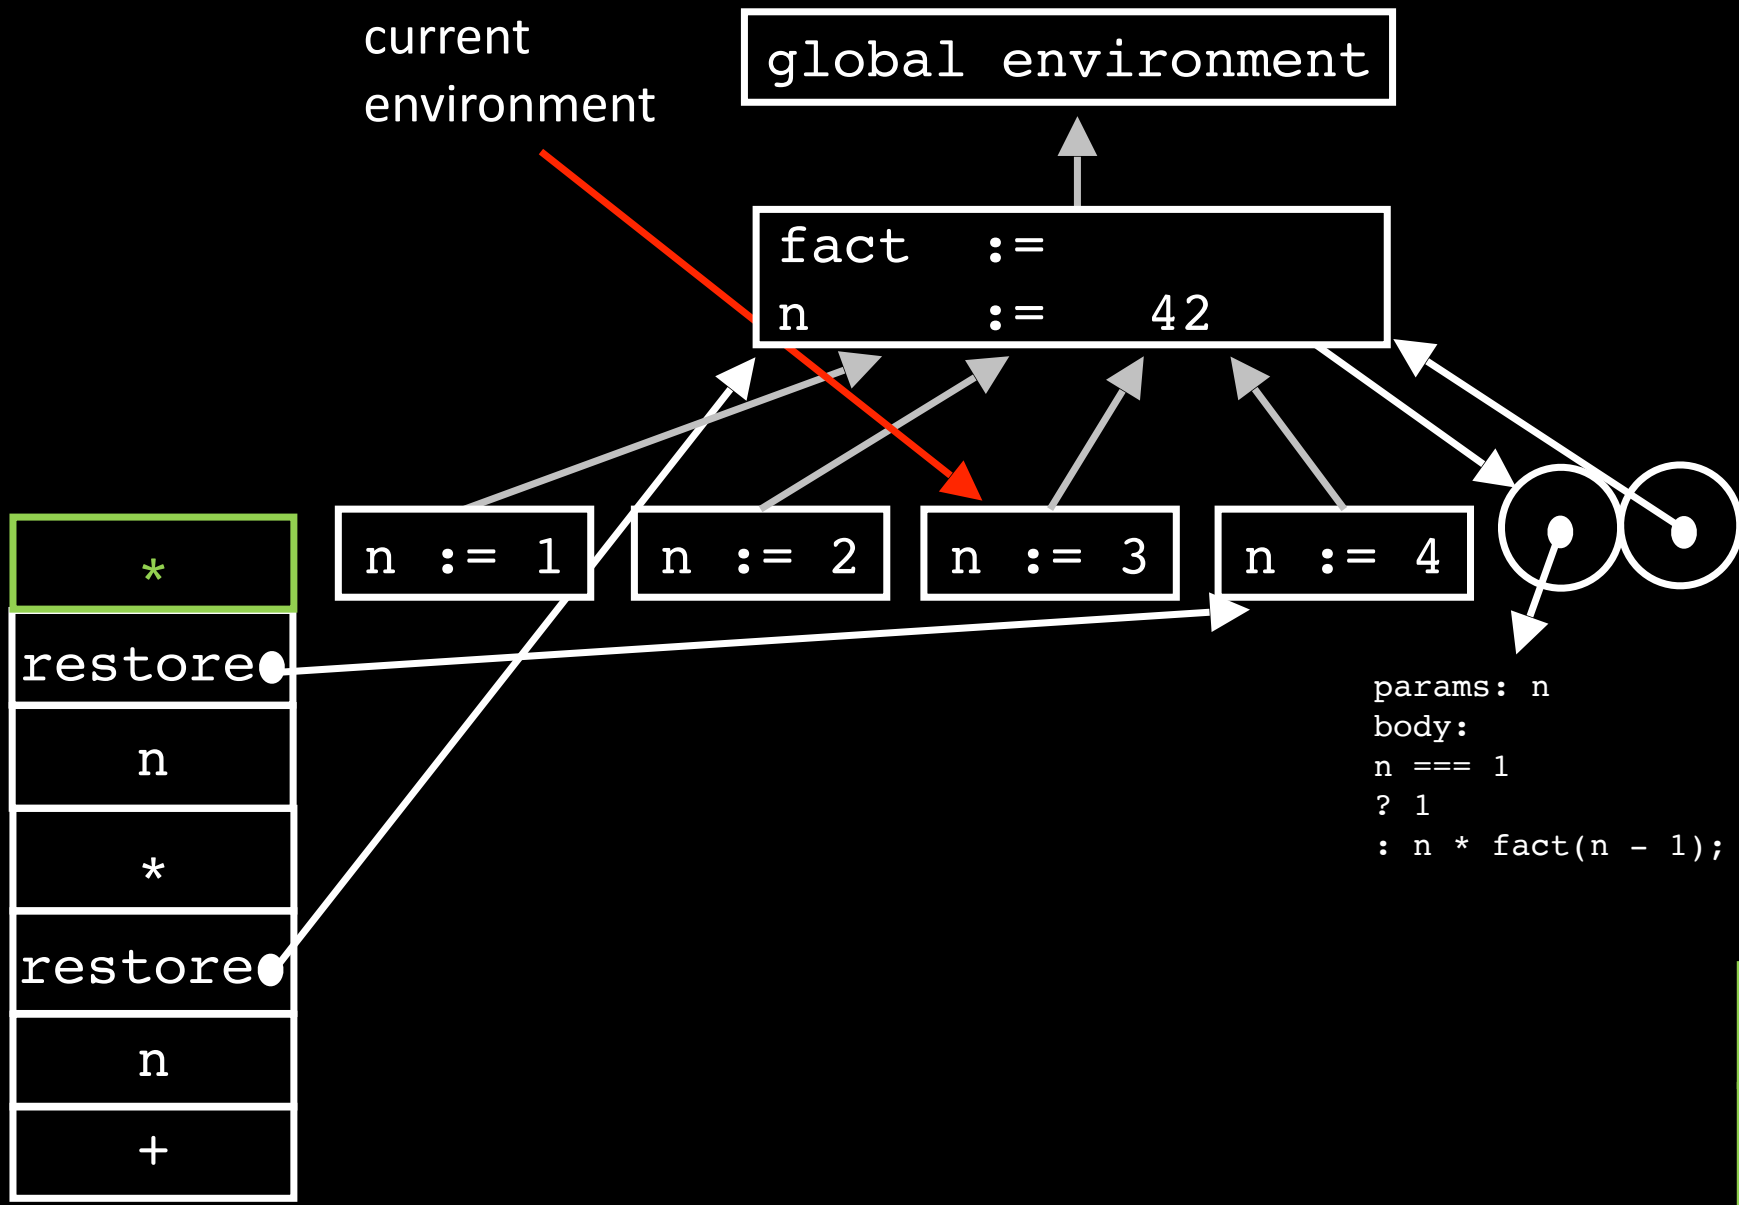 current
environment
global environment
fact :=
n := 42
n := 1
n := 2
n := 3
n := 4
*
restore
n
*
restore
n
+
params: n
body:
n === 1
? 1
: n * fact(n - 1);